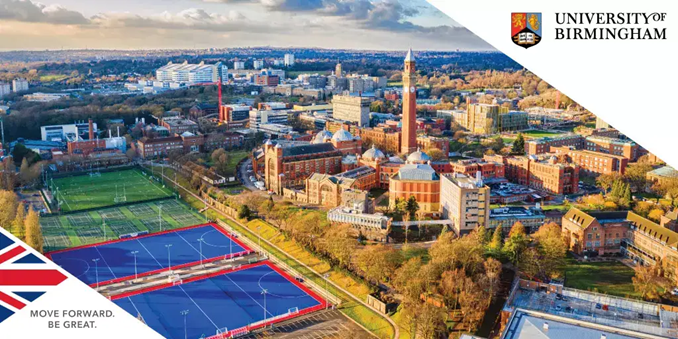 UNIVERSITY OF
BIRMINGHAM
MOVE FORWARD.
BE GREAT.